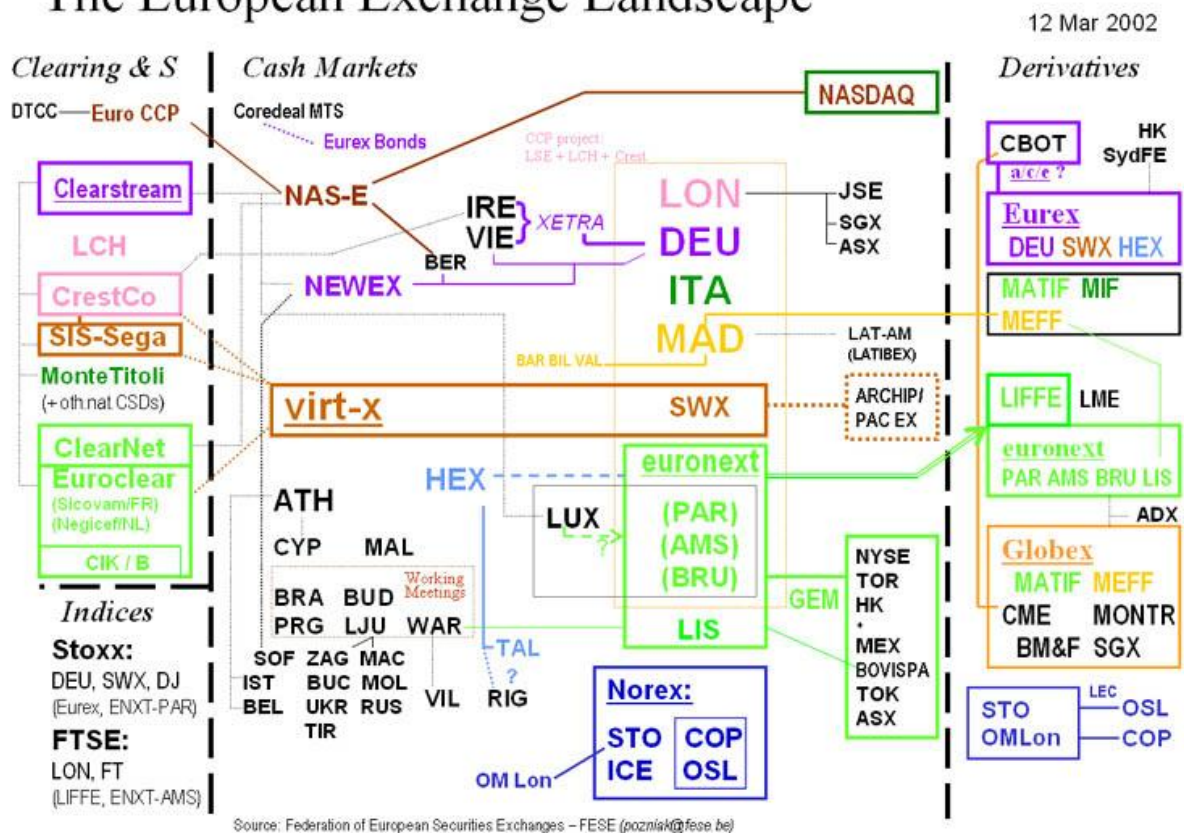 The European Exchange Landscape
12 Mar 2002
Clearing & S
DTCC Euro CCP
Clearstream
LCH
CrestCo
SIS-Sega
MonteTitoli
(+ oth.nat.CSDs)
ClearNet
Euroclear
(Sicovam/FR)
(Negicef/NL)
CIK / B
Indices
Stoxx:
DEU, SWX, DJ
(Eurex, ENXT-PAR)
FTSE:
LON, FT
(LIFFE, ENXT-AMS)
Cash Markets
Coredeal MTS
Eurex Bonds
NASDAQ
CCP project:
LSE + LCH + Crest
NAS-E
IRE
VIE
} XETRA
BER
NEWEX
LON
DEU
ITA
MAD
JSE
SGX
ASX
BAR BIL VAL
LAT-AM
(LATIBEX)
virt-x SWX
ARCHIP/
PAC EX
HEX
euronext
(PAR)
(AMS)
(BRU)
LIS
LUX
?
ATH
CYP MAL
Working
Meetings
BRA BUD
PRG LJU WAR
SOF ZAG MAC
IST BUC MOL
BEL UKR RUS
TIR
VIL
TAL
?
RIG
GEM
NYSE
TOR
HK
+
MEX
BOVISPA
TOK
ASX
Norex:
STO COP
ICE OSL
OM Lon
Derivatives
CBOT
HK
SydFE
a/c/e ?
Eurex
DEU SWX HEX
MATIF MIF
MEFF
LIFFE LME
euronext
PAR AMS BRU LIS
ADX
Globex
MATIF MEFF
CME MONTR
BM&F SGX
STO LEC OSL
OMLon COP
Source: Federation of European Securities Exchanges – FESE (pozniak@fese.be)